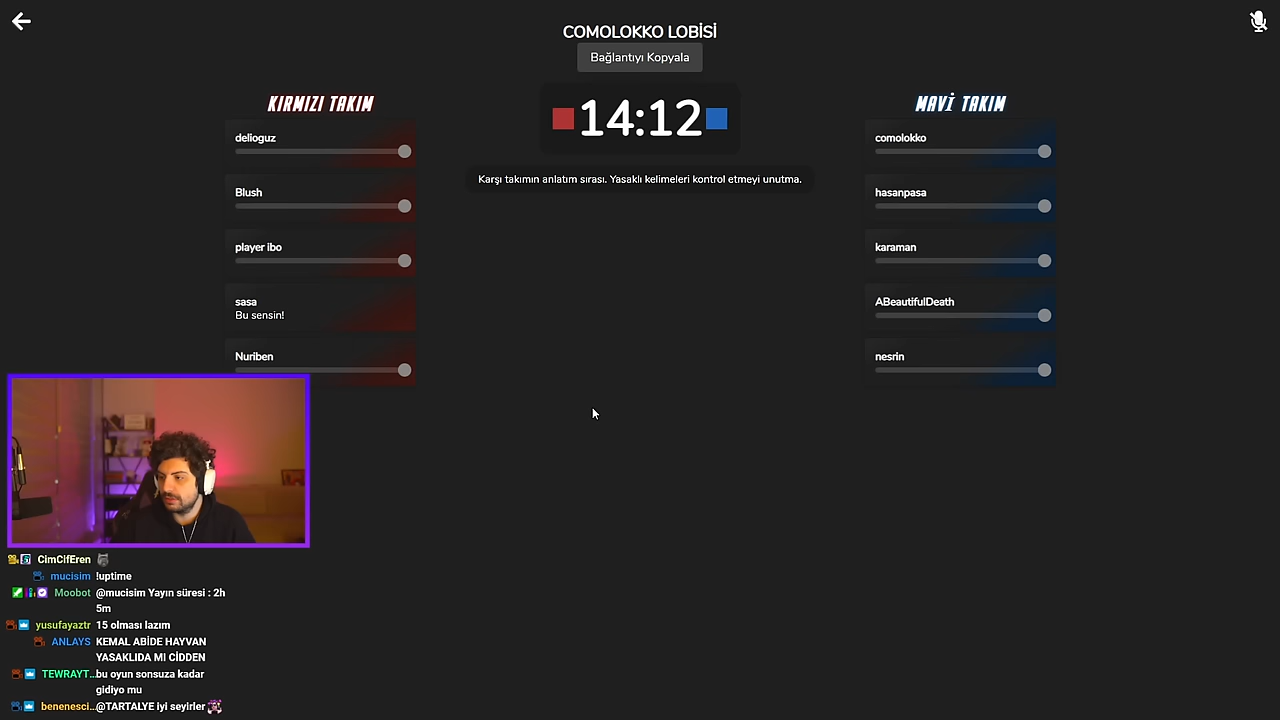 COMOLOKKO LOBİSİ
Bağlantıyı Kopyala
KIRMIZI TAKIM
14:12
MAVİ TAKIM
Karşı takımın anlatım sırası. Yasaklı kelimeleri kontrol etmeyi unutma.
delioguz
Blush
player ibo
sasa
Bu sensin!
Nuriben
comolokko
hasanpasa
karaman
ABeautifulDeath
nesrin
CimCifEren
mucisim !uptime
Moobot @mucisim Yayın süresi : 2h
5m
yusufayaztr 15 olması lazım
ANLAYS KEMAL ABİDE HAYVAN
YASAKLIDA MI CİDDEN
TEWRAYT... bu oyun sonsuza kadar
gidiyo mu
benenesci... @TARTALYE iyi seyirler